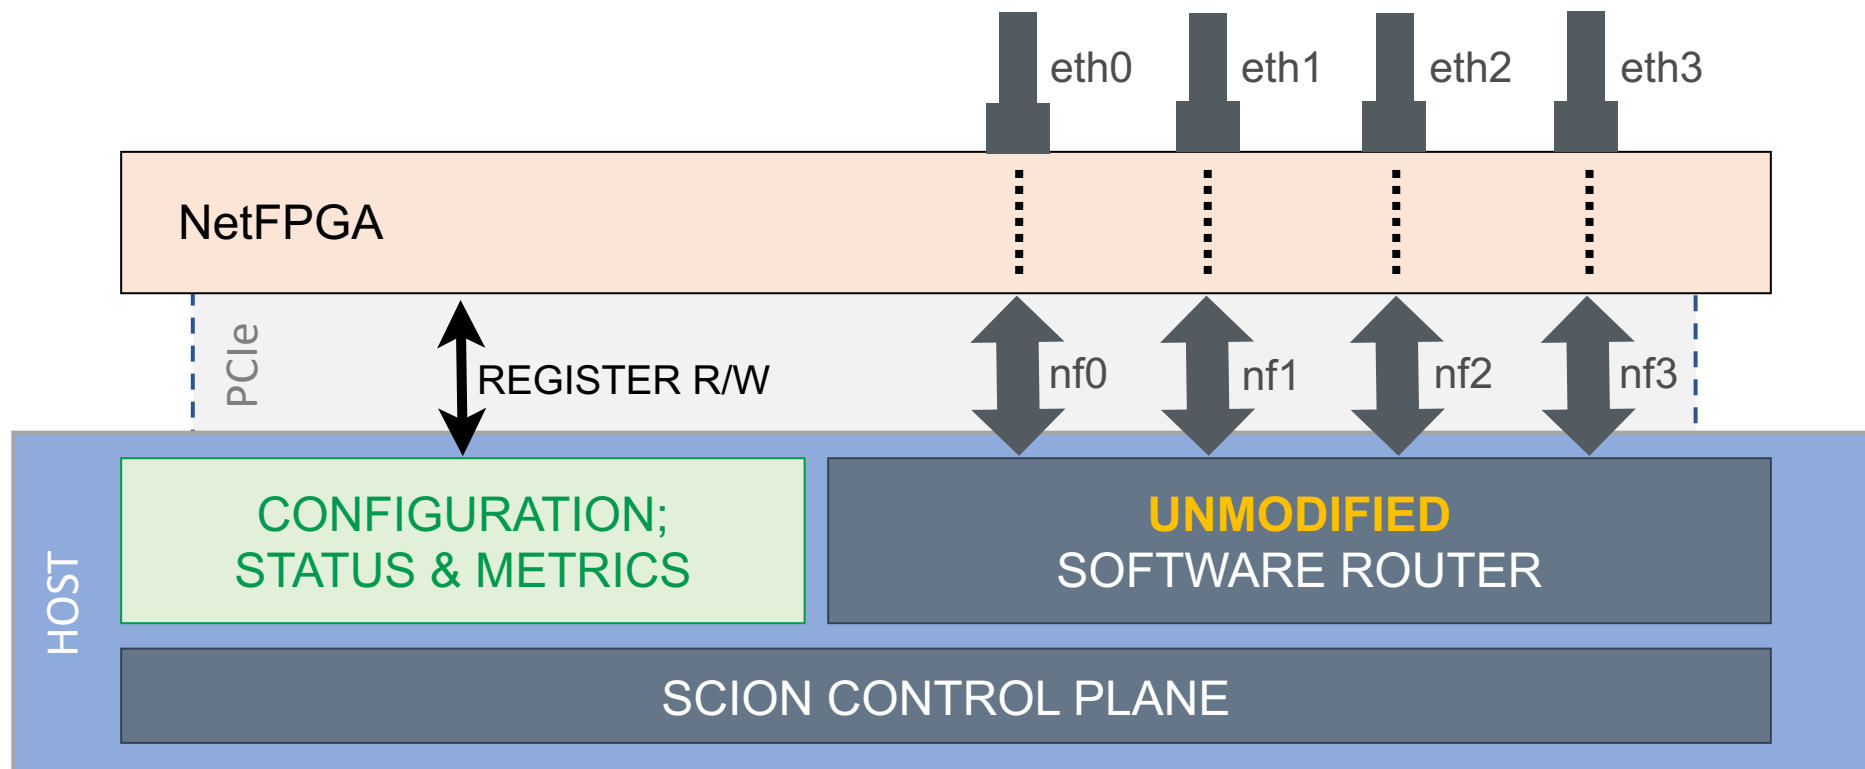 eth0
eth1
eth2
eth3
NetFPGA
PCIe
REGISTER R/W
nf0
nf1
nf2
nf3
HOST
CONFIGURATION;
STATUS & METRICS
UNMODIFIED
SOFTWARE ROUTER
SCION CONTROL PLANE